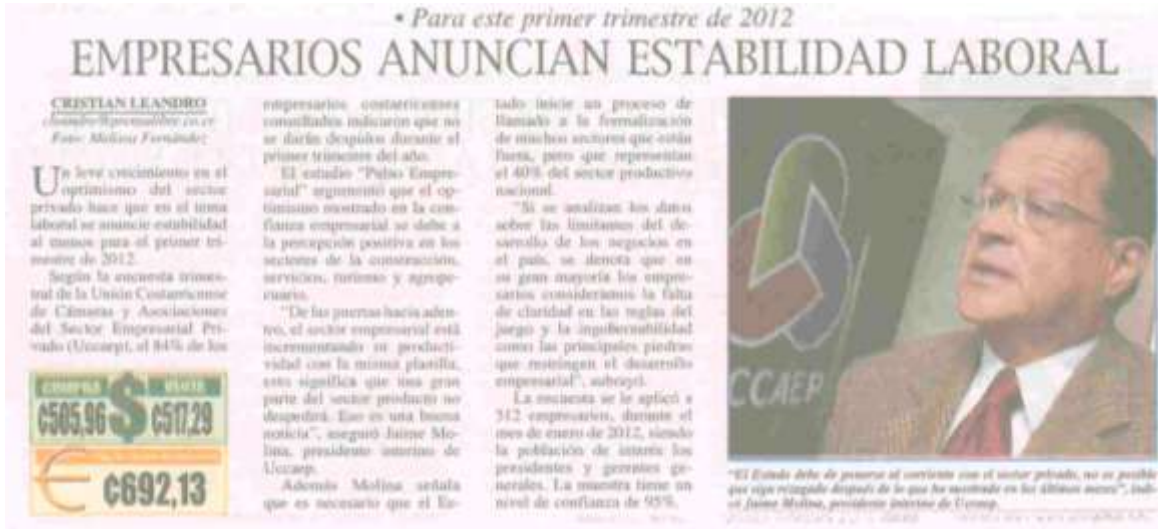 • Para este primer trimestre de 2012
EMPRESARIOS ANUNCIAN ESTABILIDAD LABORAL
CRISTIAN LEANDRO
Foto: Melissa Fernández
Un leve crecimiento en el
optimismo del sector
privado hace que en el tema
laboral se anuncie estabilidad
al menos para el primer tri-
mestre de 2012.
Según la encuesta trimes-
tral de la Unión Costarricense
de Cámaras y Asociaciones
del Sector Empresarial Pri-
vado (Uccaep), el 84% de los
COMPRA $ VENTA
¢505,96 ¢517,29
€ ¢692,13
empresarios costarricenses
consultados indicaron que no
se darán despidos durante el
primer trimestre del año.
El estudio "Pulso Empre-
sarial" argumentó que el op-
timismo mostrado en la con-
fianza empresarial se debe a
la percepción positiva en los
sectores de la construcción,
servicios, turismo y agrope-
cuario.
"De las puertas hacia aden-
tro, el sector empresarial está
incrementando su producti-
vidad con la misma planilla,
esto significa que una gran
parte del sector producto no
despedirá. Eso es una buena
noticia", aseguró Jaime Mo-
lina, presidente interino de
Uccaep.
Además Molina señala
que es necesario que el Es-
tado inicie un proceso de
llamado a la formalización
de muchos sectores que están
fuera, pero que representan
el 40% del sector productivo
nacional.
"Si se analizan los datos
sobre las limitantes del de-
sarrollo de los negocios en
el país, se denota que en
su gran mayoría los empre-
sarios consideramos la falta
de claridad en las reglas del
juego y la ingobernabilidad
como las principales piedras
que restringen el desarrollo
empresarial", subrayó.
La encuesta se le aplicó a
512 empresarios, durante el
mes de enero de 2012, siendo
la población de interés los
presidentes y gerentes ge-
nerales. La muestra tiene un
nivel de confianza de 95%.
CCAEP
"El Estado debe de ponerse al corriente con el sector privado, no es posible
que siga rezagado después de lo que ha mostrado en los últimos meses", indi-
có Jaime Molina, presidente interino de Uccaep.